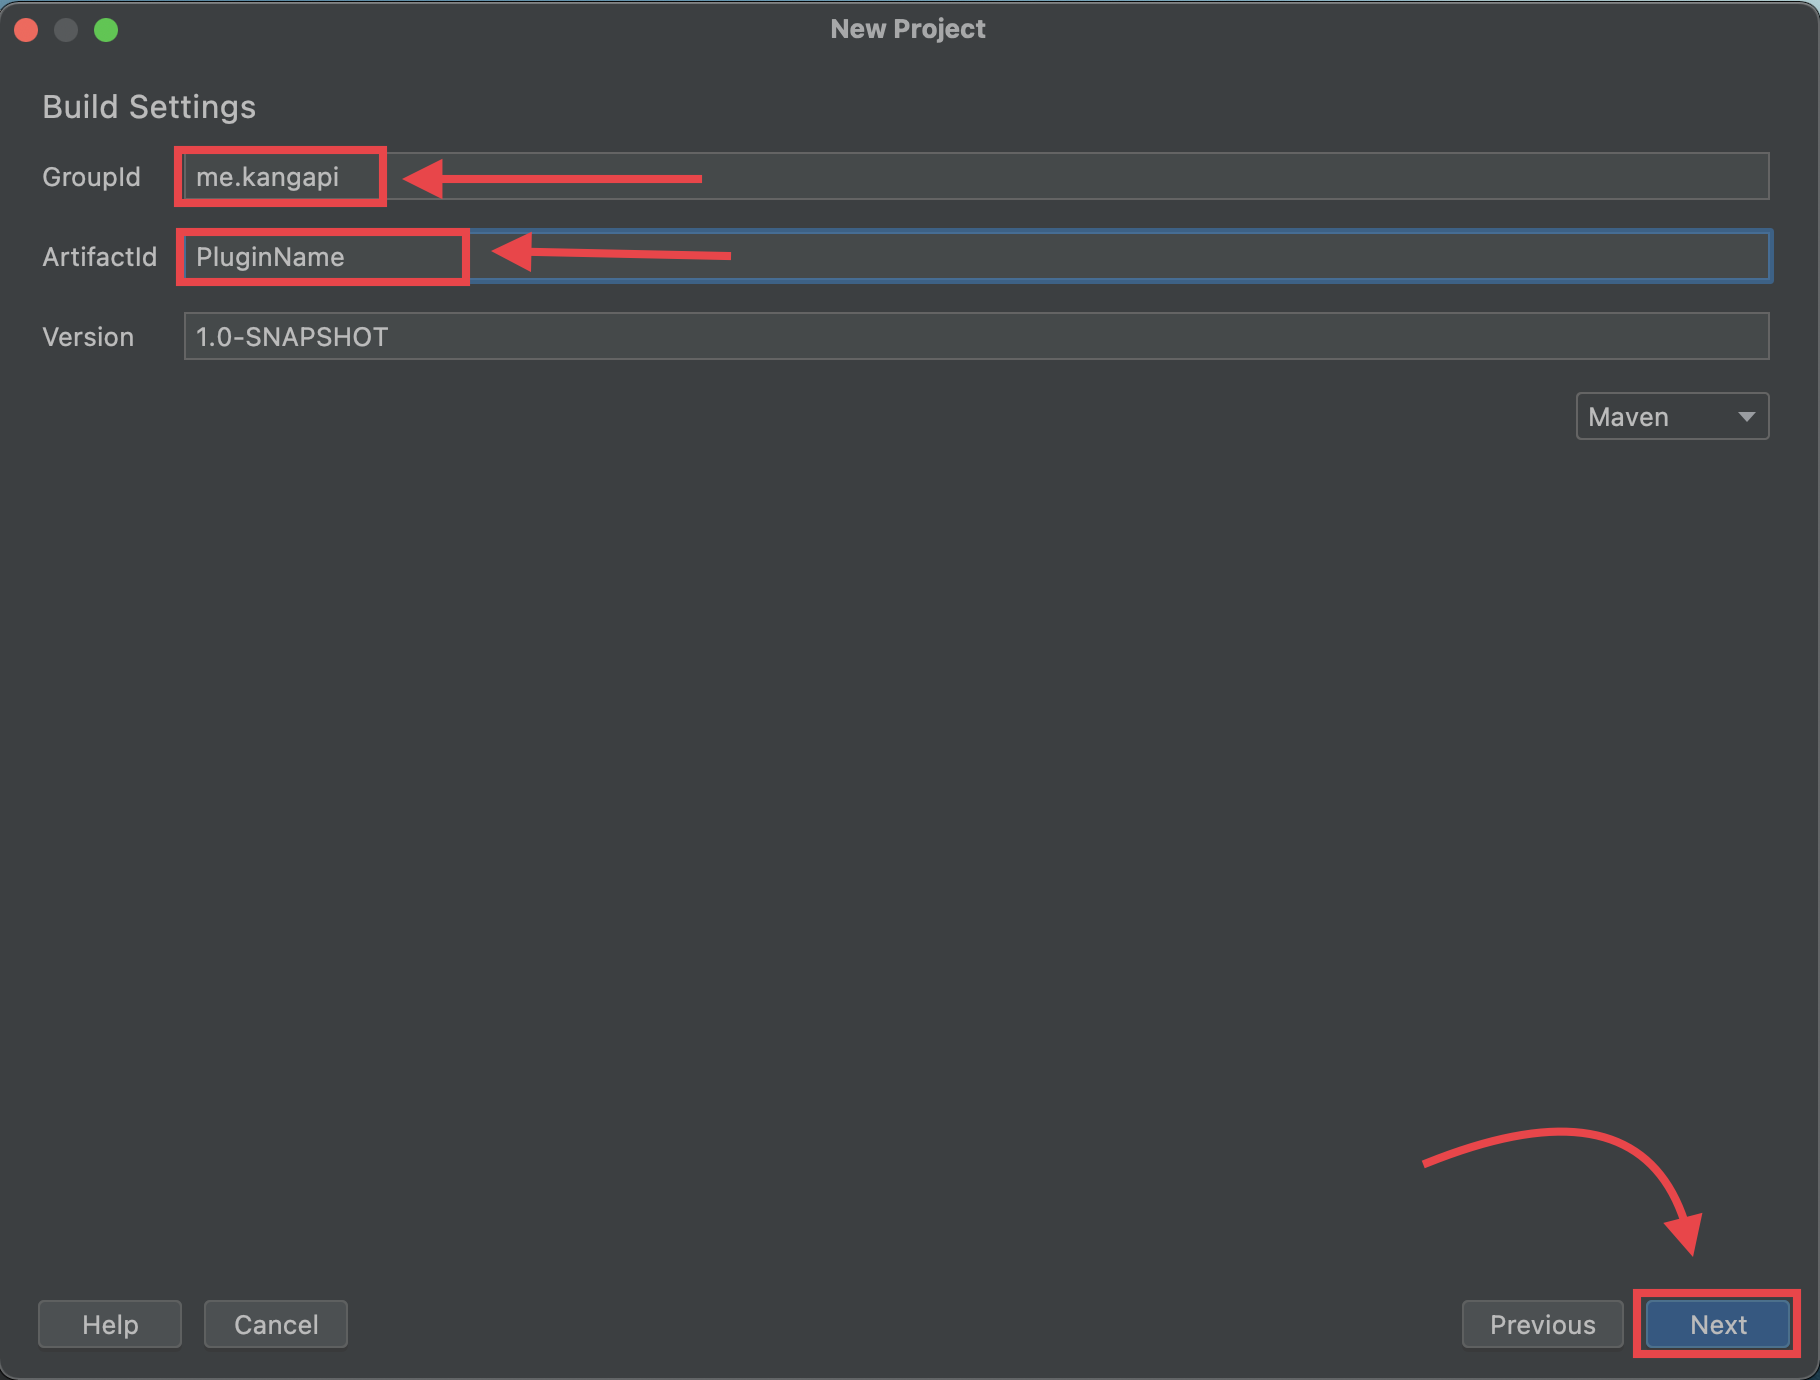 New Project
Build Settings
GroupId me.kangapi
ArtifactId PluginName
Version 1.0-SNAPSHOT
Maven
Help Cancel Previous Next